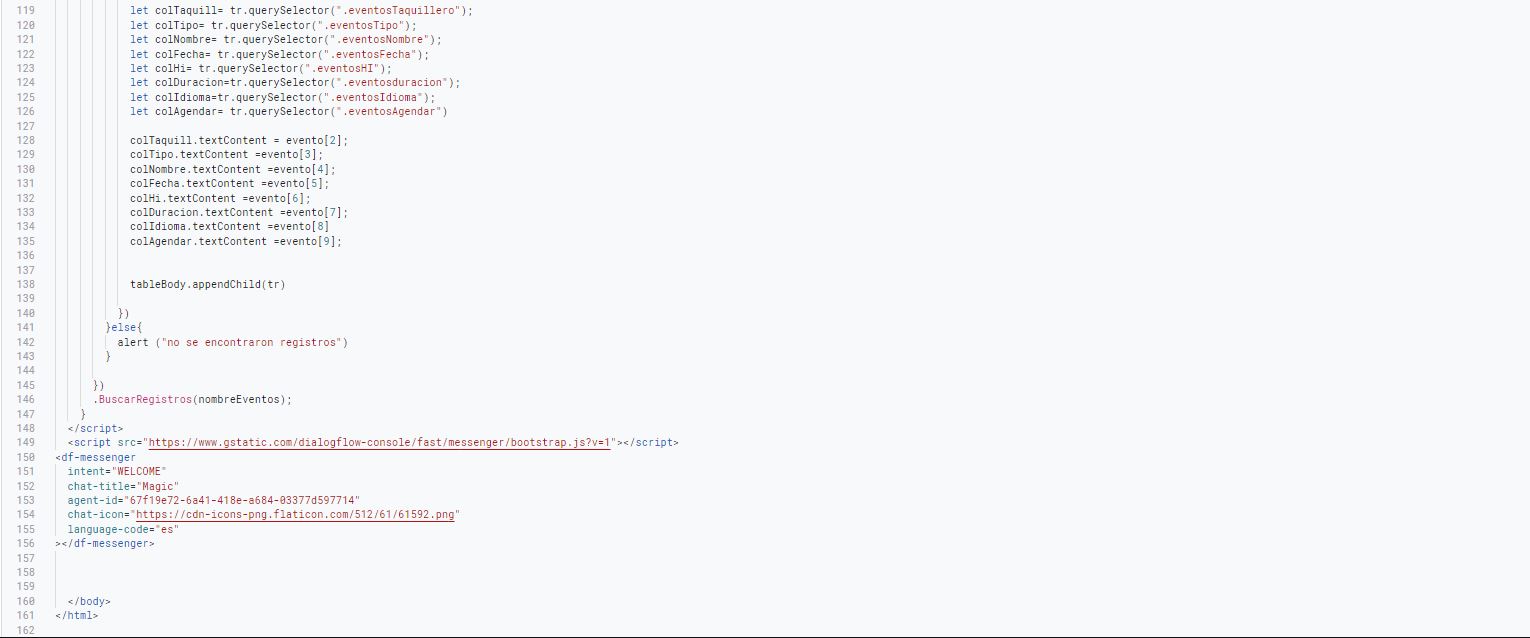 119 let colTaquill= tr.querySelector(".eventosTaquillero");
120 let colTipo= tr.querySelector(".eventosTipo");
121 let colNombre= tr.querySelector(".eventosNombre");
122 let colFecha= tr.querySelector(".eventosFecha");
123 let colHi= tr.querySelector(".eventosHI");
124 let colDuracion=tr.querySelector(".eventosduracion");
125 let colIdioma=tr.querySelector(".eventosIdioma");
126 let colAgendar= tr.querySelector(".eventosAgendar")
127
128 colTaquill.textContent = evento[2];
129 colTipo.textContent =evento[3];
130 colNombre.textContent =evento[4];
131 colFecha.textContent =evento[5];
132 colHi.textContent =evento[6];
133 colDuracion.textContent =evento[7];
134 colIdioma.textContent =evento[8]
135 colAgendar.textContent =evento[9];
136
137
138 tableBody.appendChild(tr)
139
140 })
141 }else{
142 alert ("no se encontraron registros")
143 }
144
145 })
146 .BuscarRegistros(nombreEventos);
147 }
148 </script>
149 <script src="https://www.gstatic.com/dialogflow-console/fast/messenger/bootstrap.js?v=1"></script>
150 <df-messenger
151 intent="WELCOME"
152 chat-title="Magic"
153 agent-id="67f19e72-6a41-418e-a684-03377d597714"
154 chat-icon="https://cdn-icons-png.flaticon.com/512/61/61592.png"
155 language-code="es"
156 ></df-messenger>
157
158
159
160 </body>
161 </html>
162